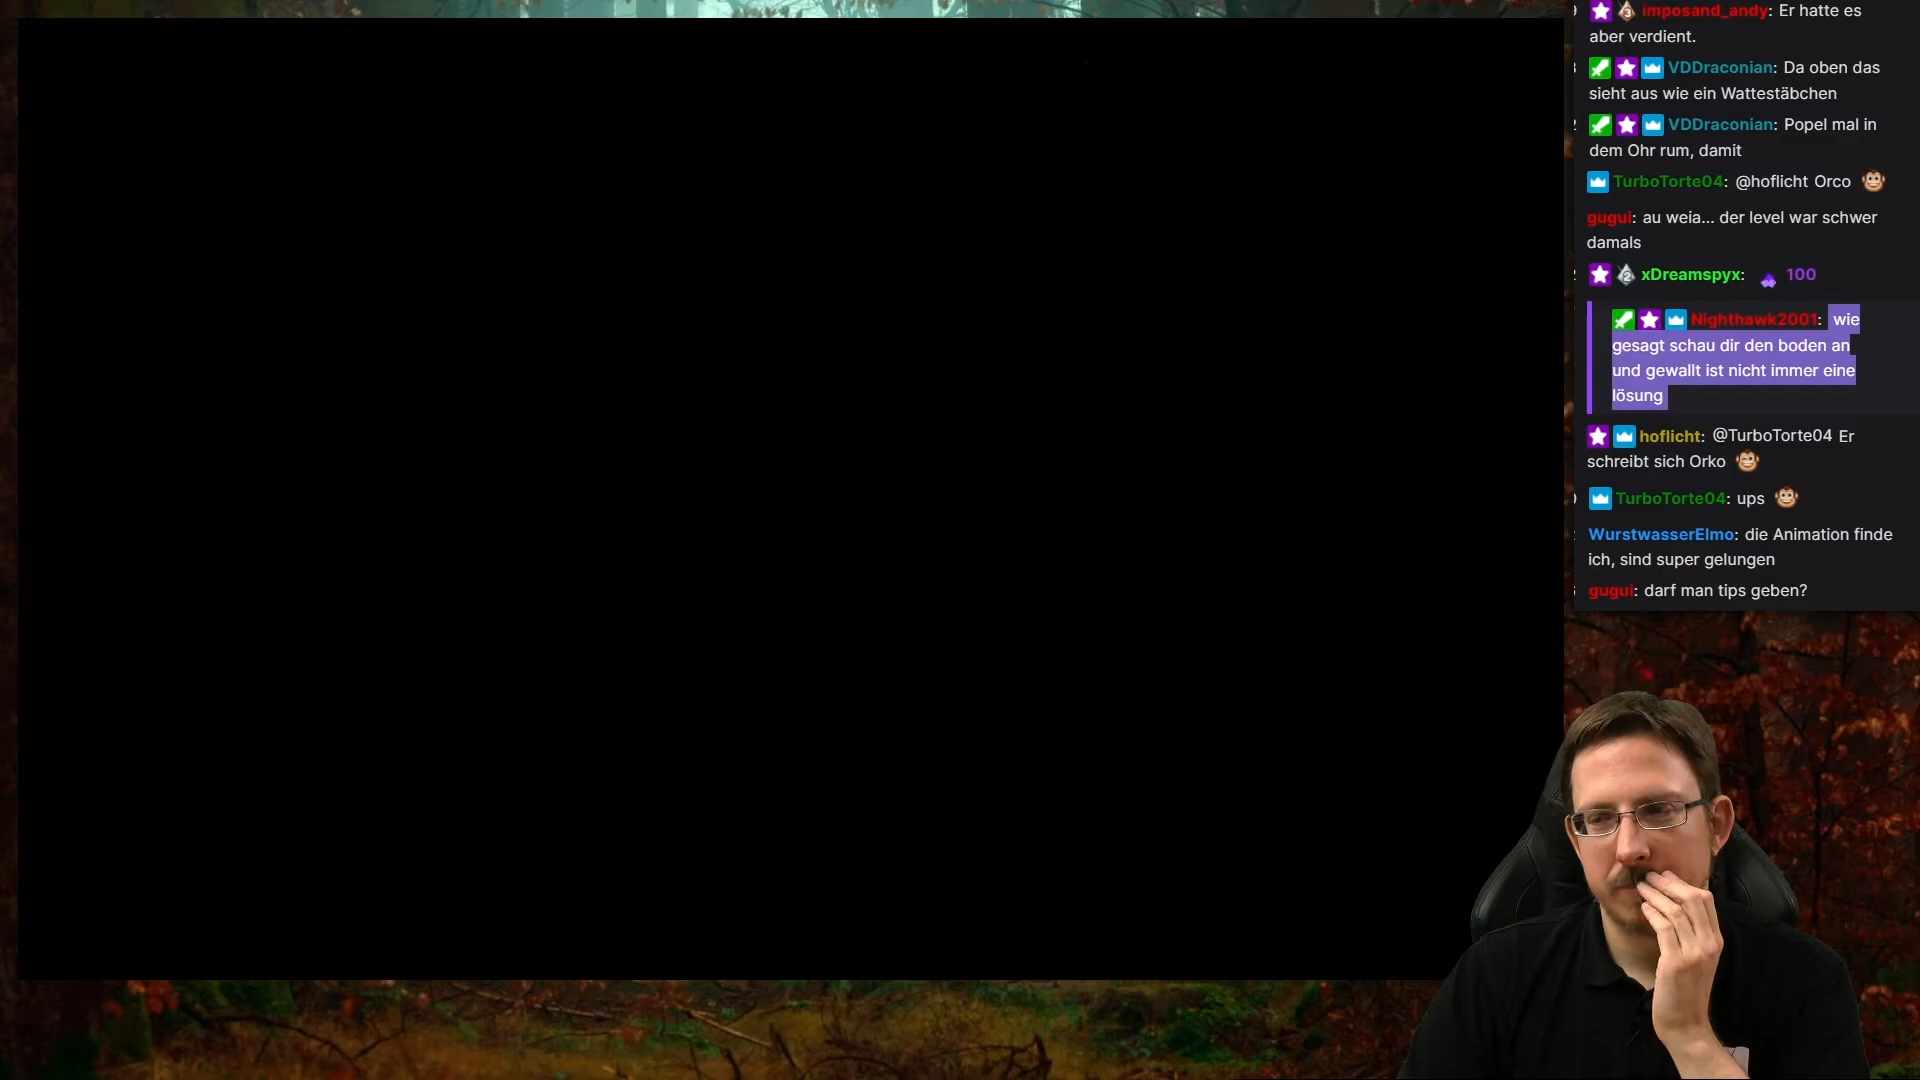 imposand_andy: Er hatte es
aber verdient.
VDDraconian: Da oben das
sieht aus wie ein Wattestäbchen
VDDraconian: Popel mal in
dem Ohr rum, damit
TurboTorte04: @hoflicht Orco
gugui: au weia... der level war schwer
damals
xDreamspyx: 100
Nighthawk2001: wie
gesagt schau dir den boden an
und gewallt ist nicht immer eine
lösung
hoflicht: @TurboTorte04 Er
schreibt sich Orko
TurboTorte04: ups
WurstwasserElmo: die Animation finde
ich, sind super gelungen
gugui: darf man tips geben?